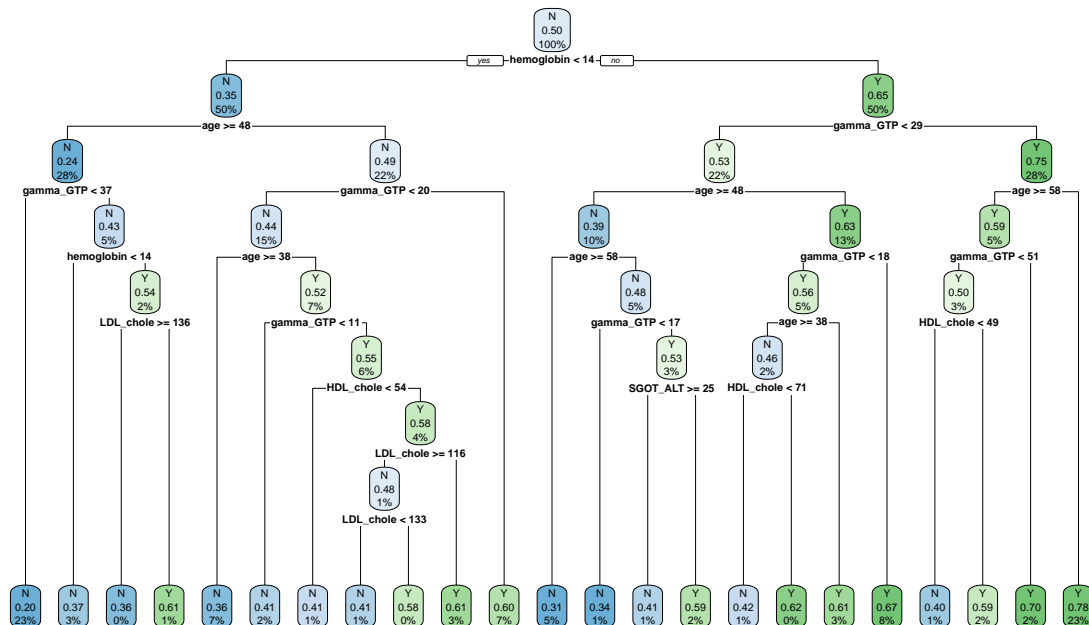 N
0.50
100%
yes hemoglobin < 14 no
N
0.35
50%
Y
0.65
50%
age >= 48
gamma_GTP < 29
N
0.24
28%
N
0.49
22%
Y
0.53
22%
Y
0.75
28%
gamma_GTP < 37
gamma_GTP < 20
age >= 48
age >= 58
N
0.43
5%
N
0.44
15%
N
0.39
10%
Y
0.63
13%
Y
0.59
5%
hemoglobin < 14
age >= 38
age >= 58
gamma_GTP < 18
gamma_GTP < 51
Y
0.54
2%
Y
0.52
7%
N
0.48
5%
Y
0.56
5%
Y
0.50
3%
LDL_chole >= 136
gamma_GTP < 11
gamma_GTP < 17
age >= 38
HDL_chole < 49
Y
0.55
6%
Y
0.53
3%
N
0.46
2%
HDL_chole < 54
SGOT_ALT >= 25
HDL_chole < 71
Y
0.58
4%
LDL_chole >= 116
N
0.48
1%
LDL_chole < 133
N
0.20
23%
N
0.37
3%
N
0.36
0%
Y
0.61
1%
N
0.36
7%
N
0.41
2%
N
0.41
1%
N
0.41
1%
Y
0.58
0%
Y
0.61
3%
Y
0.60
7%
N
0.31
5%
N
0.34
1%
N
0.41
1%
Y
0.59
2%
N
0.42
1%
Y
0.62
0%
Y
0.61
3%
Y
0.67
8%
N
0.40
1%
Y
0.59
2%
Y
0.70
2%
Y
0.78
23%